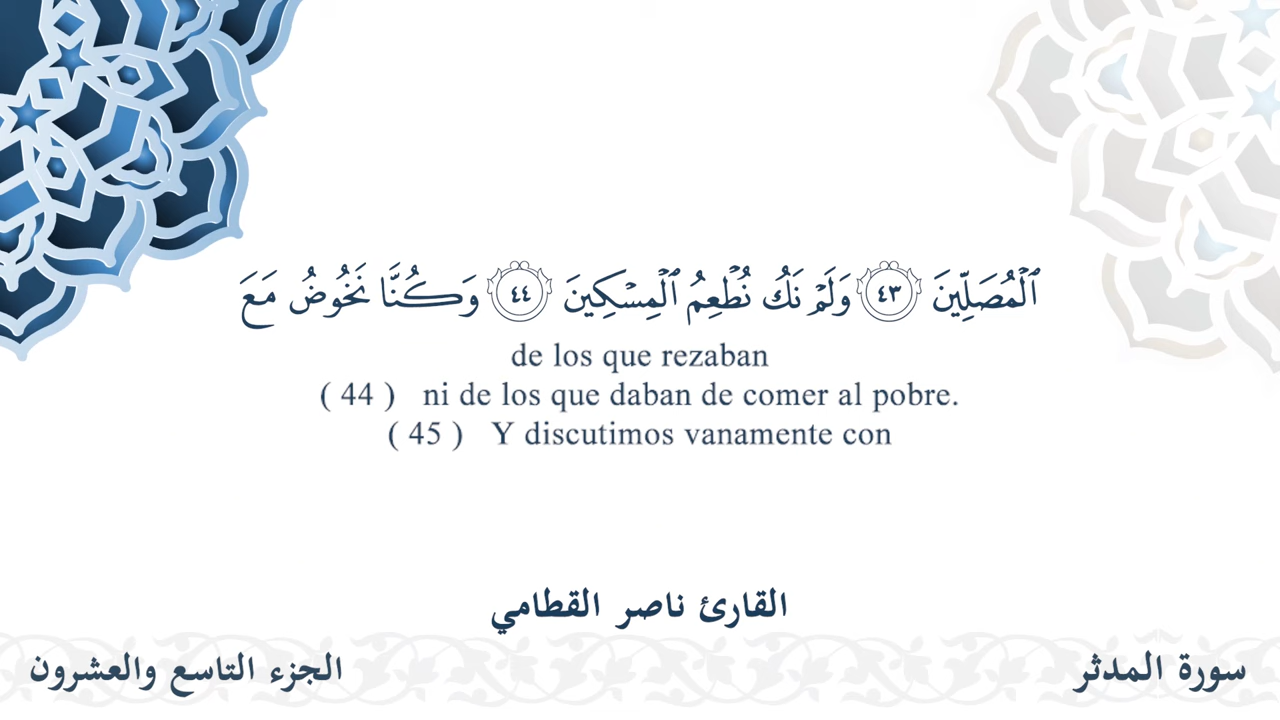 ٱلْمُصَلِّينَ ٤٣ وَلَمْ نَكُ نُطْعِمُ ٱلْمِسْكِينَ ٤٤ وَكُنَّا نَخُوضُ مَعَ
de los que rezaban
( 44 ) ni de los que daban de comer al pobre.
( 45 ) Y discutimos vanamente con
القارئ ناصر القطامي
سورة المدثر
الجزء التاسع والعشرون